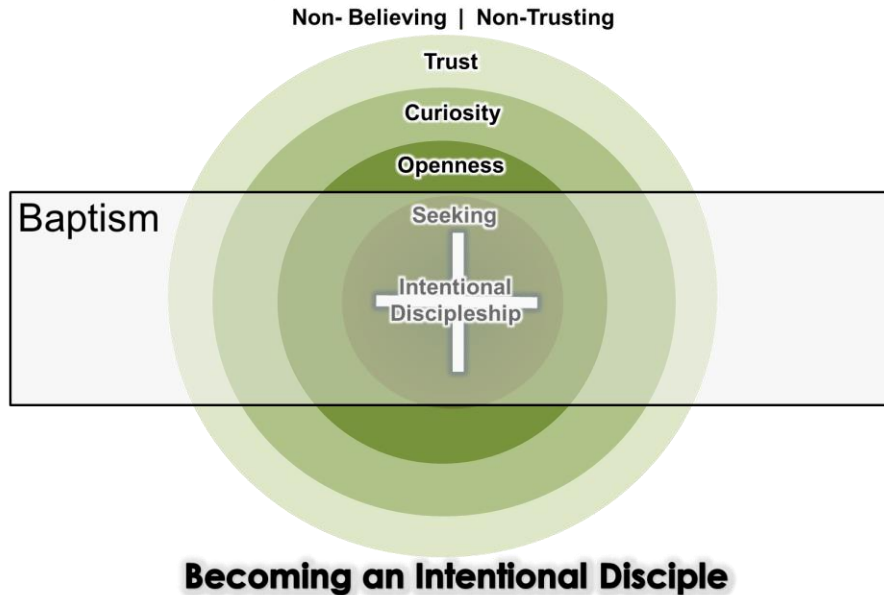 Non- Believing | Non-Trusting
Trust
Curiosity
Openness
Baptism
Seeking
Intentional
Discipleship
Becoming an Intentional Disciple